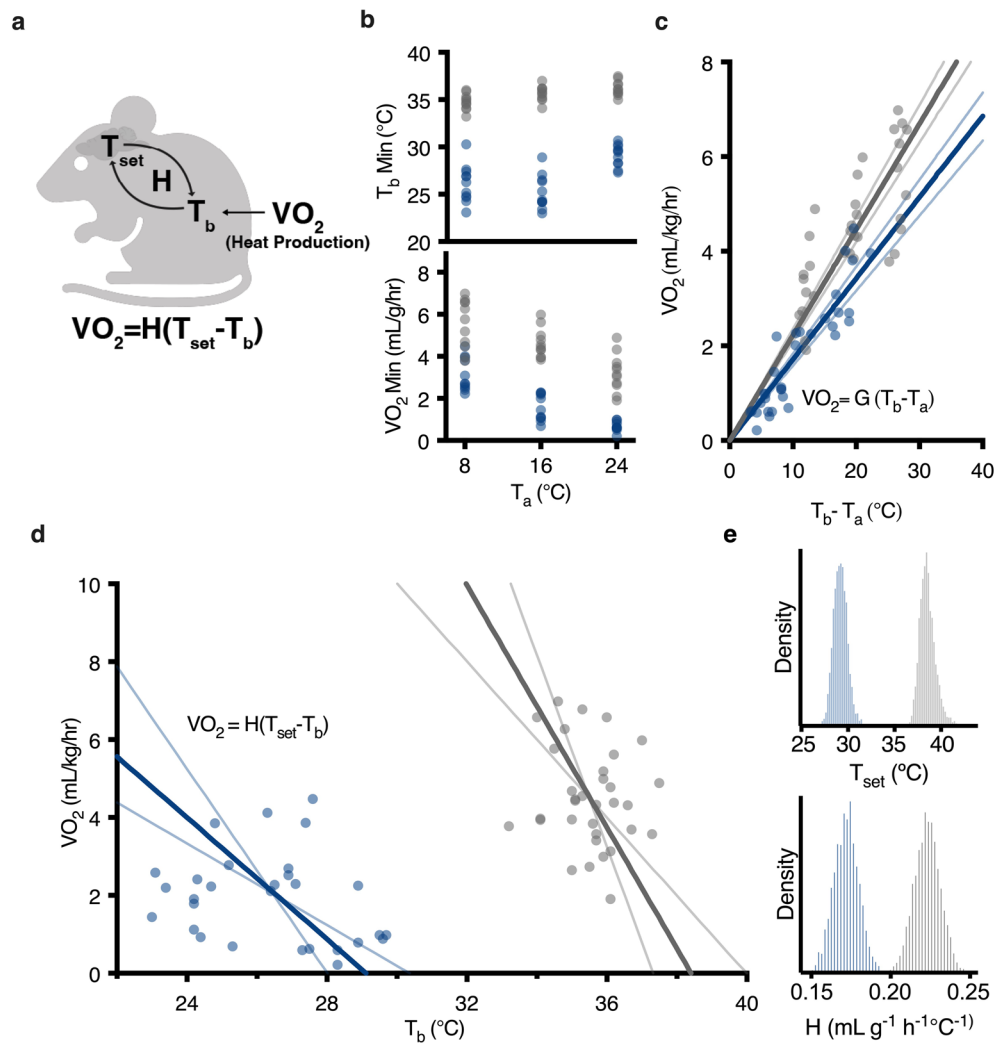 a
T set
H
T b
VO2
(Heat Production)
VO2=H(Tset-Tb)
b
Tb Min (°C)
40
35
30
25
20
VO2 Min (mL/g/hr)
8
6
4
2
0
8 16 24
Ta (°C)
c
VO2 (mL/kg/hr)
8
6
4
2
0
VO2= G (Tb-Ta)
0 10 20 30 40
Tb- Ta (°C)
d
VO2 (mL/kg/hr)
10
8
6
4
2
0
VO2 = H(Tset-Tb)
24 28 32 36 40
Tb (°C)
e
Density
25 30 35 40
Tset (ºC)
Density
0.15 0.20 0.25
H (mL g-1 h-1°C-1)